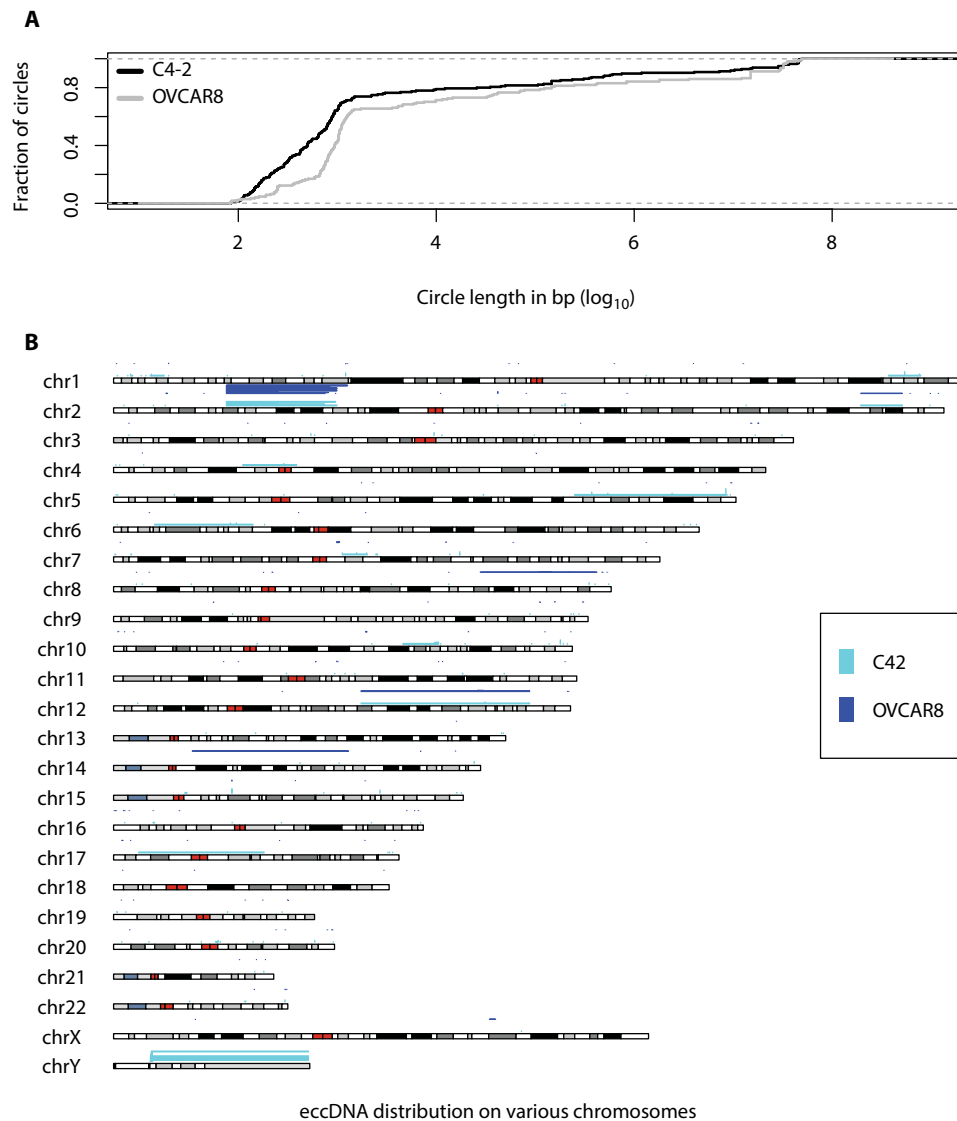 A
Fraction of circles
0.0
0.4
0.8
C4-2
OVCAR8
2 4 6 8
Circle length in bp (log10)
B
chr1
chr2
chr3
chr4
chr5
chr6
chr7
chr8
chr9
chr10
chr11
chr12
chr13
chr14
chr15
chr16
chr17
chr18
chr19
chr20
chr21
chr22
chrX
chrY
C42
OVCAR8
eccDNA distribution on various chromosomes